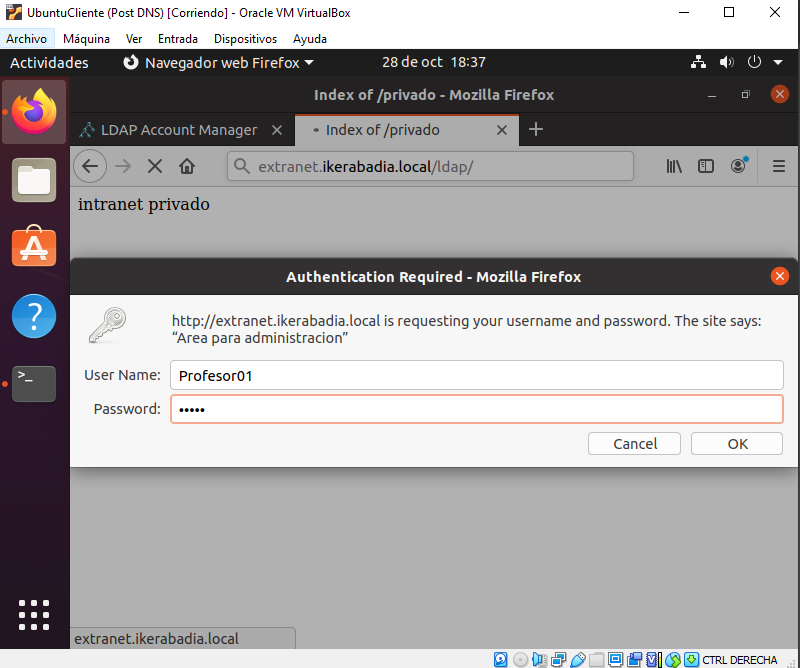 UbuntuCliente (Post DNS) [Corriendo] - Oracle VM VirtualBox
Archivo Máquina Ver Entrada Dispositivos Ayuda
Actividades Navegador web Firefox 28 de oct 18:37
Index of /privado - Mozilla Firefox
LDAP Account Manager Index of /privado
extranet.ikerabadia.local/ldap/
intranet privado
Authentication Required - Mozilla Firefox
http://extranet.ikerabadia.local is requesting your username and password. The site says:
“Area para administracion”
User Name: Profesor01
Password: •••••
Cancel OK
extranet.ikerabadia.local
CTRL DERECHA